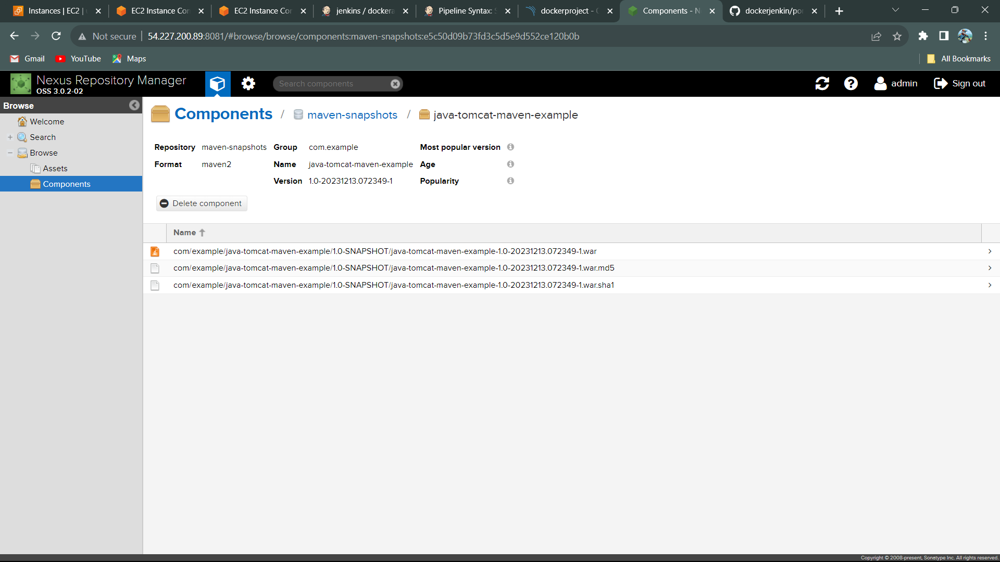 Instances | EC2 |
EC2 Instance Con
EC2 Instance Con
jenkins / dockera
Pipeline Syntax: S
dockerproject -
Components - N
dockerjenkin/po
Not secure
54.227.200.89:8081/#browse/browse/components:maven-snapshots:e5c50d09b73fd3c5d5e9d552ce120b0b
Gmail
YouTube
Maps
All Bookmarks
Nexus Repository Manager
OSS 3.0.2-02
Search components
admin
Sign out
Browse
Welcome
Search
Browse
Assets
Components
Components / maven-snapshots / java-tomcat-maven-example
Repository maven-snapshots Group com.example Most popular version
Format maven2 Name java-tomcat-maven-example Age
Version 1.0-20231213.072349-1 Popularity
Delete component
Name
com/example/java-tomcat-maven-example/1.0-SNAPSHOT/java-tomcat-maven-example-1.0-20231213.072349-1.war
com/example/java-tomcat-maven-example/1.0-SNAPSHOT/java-tomcat-maven-example-1.0-20231213.072349-1.war.md5
com/example/java-tomcat-maven-example/1.0-SNAPSHOT/java-tomcat-maven-example-1.0-20231213.072349-1.war.sha1
Copyright © 2008-present, Sonatype Inc. All rights reserved.